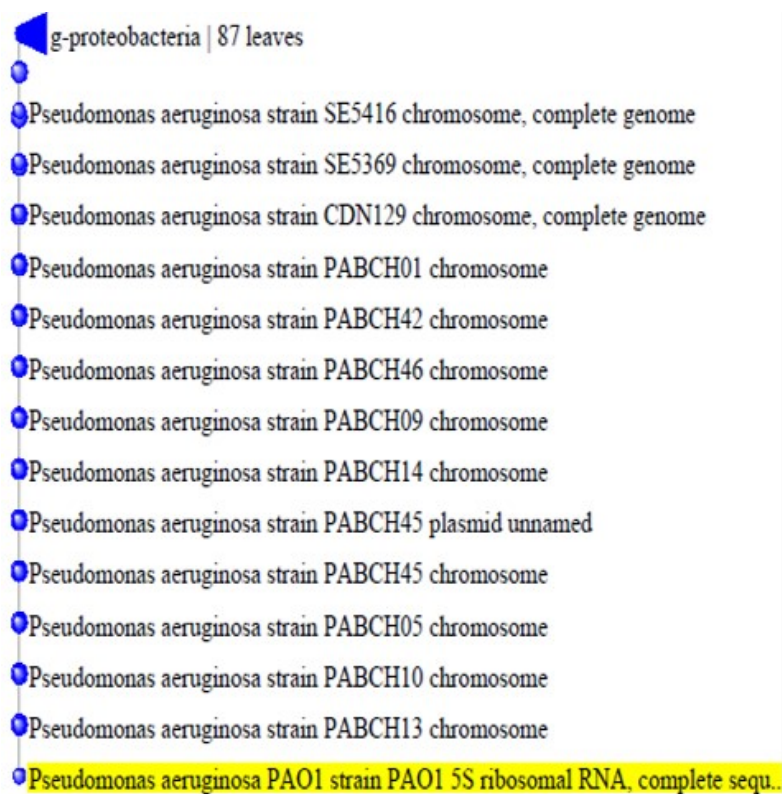 g-proteobacteria | 87 leaves
Pseudomonas aeruginosa strain SE5416 chromosome, complete genome
Pseudomonas aeruginosa strain SE5369 chromosome, complete genome
Pseudomonas aeruginosa strain CDN129 chromosome, complete genome
Pseudomonas aeruginosa strain PABCH01 chromosome
Pseudomonas aeruginosa strain PABCH42 chromosome
Pseudomonas aeruginosa strain PABCH46 chromosome
Pseudomonas aeruginosa strain PABCH09 chromosome
Pseudomonas aeruginosa strain PABCH14 chromosome
Pseudomonas aeruginosa strain PABCH45 plasmid unnamed
Pseudomonas aeruginosa strain PABCH45 chromosome
Pseudomonas aeruginosa strain PABCH05 chromosome
Pseudomonas aeruginosa strain PABCH10 chromosome
Pseudomonas aeruginosa strain PABCH13 chromosome
Pseudomonas aeruginosa PAO1 strain PAO1 5S ribosomal RNA, complete sequ..